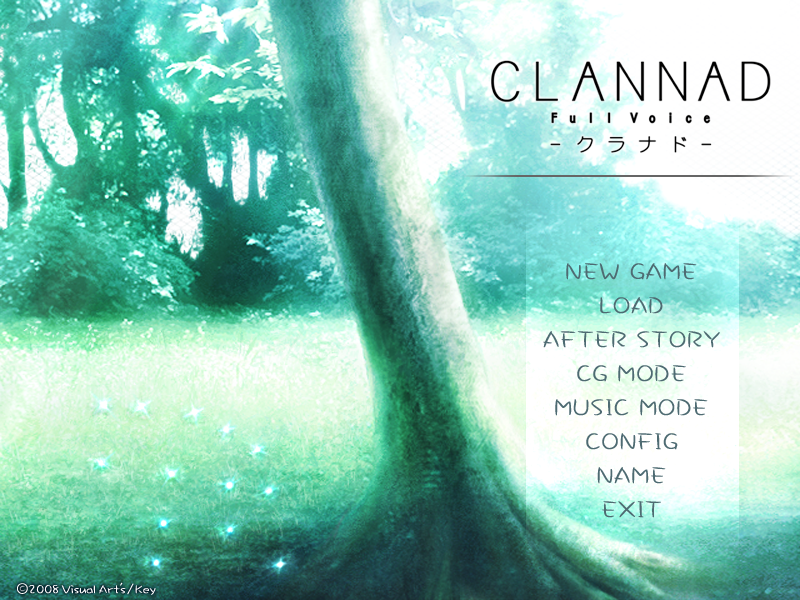 CLANNAD
Full Voice
-クラナド-
NEW GAME
LOAD
AFTER STORY
CG MODE
MUSIC MODE
CONFIG
NAME
EXIT
©2008 Visual Art's/Key